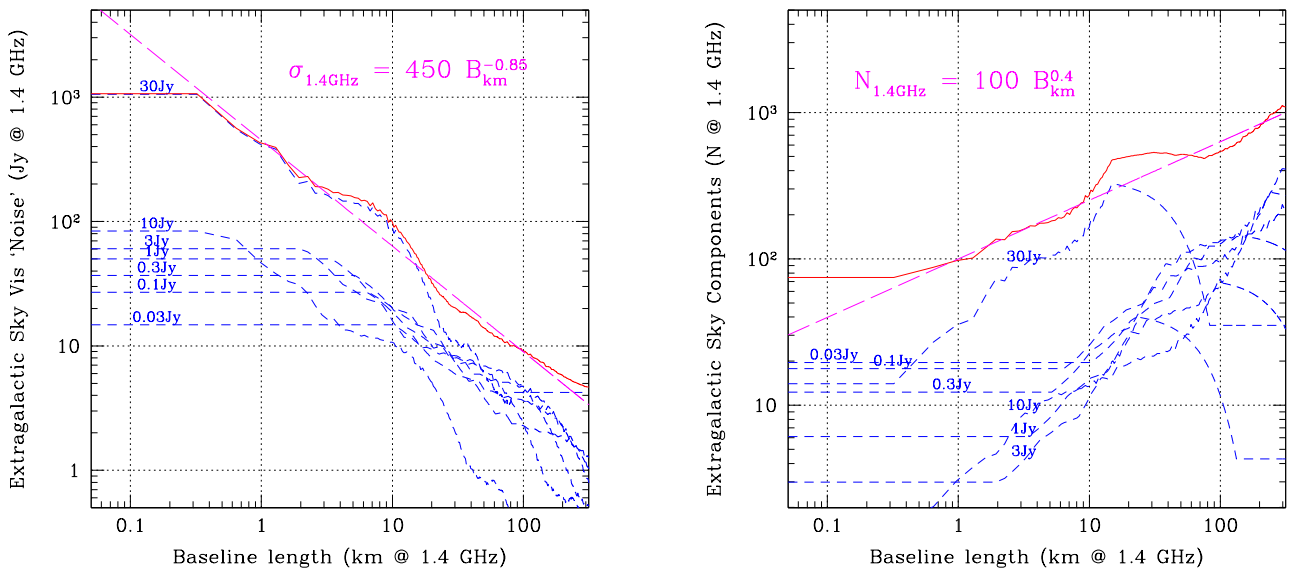 Extragalactic Sky Vis 'Noise' (Jy @ 1.4 GHz)
10³
10²
10
1
σ1.4GHz = 450 B km −0.85
30Jy
10Jy
3Jy
1Jy
0.3Jy
0.1Jy
0.03Jy
0.1 1 10 100
Baseline length (km @ 1.4 GHz)
Extragalactic Sky Components (N @ 1.4 GHz)
10³
10²
10
N1.4GHz = 100 B km 0.4
30Jy
0.03Jy 0.1Jy
0.3Jy
10Jy
1Jy
3Jy
0.1 1 10 100
Baseline length (km @ 1.4 GHz)